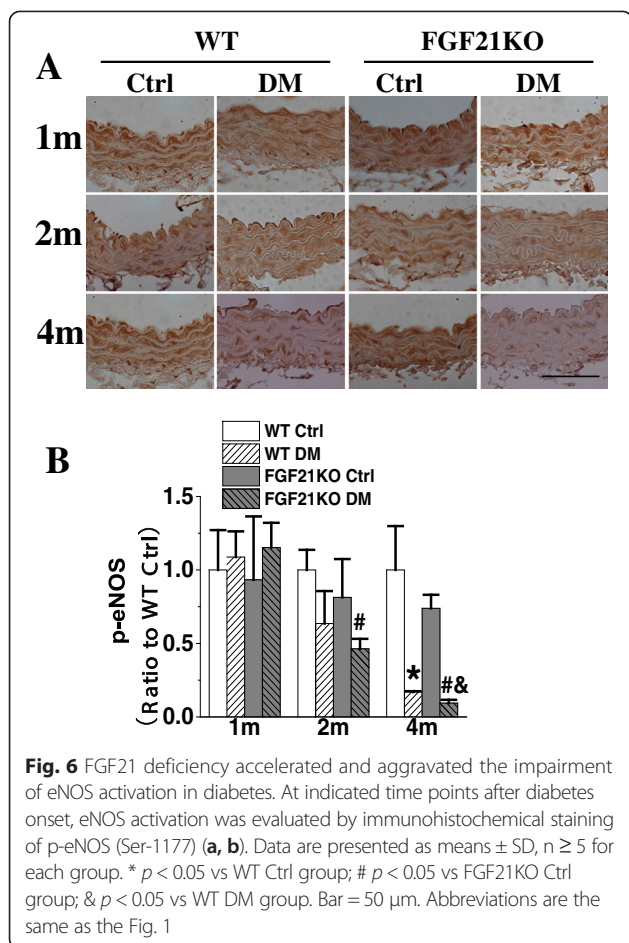 WT FGF21KO
A
Ctrl DM Ctrl DM
1m
2m
4m
B
WT Ctrl
WT DM
FGF21KO Ctrl
FGF21KO DM
p-eNOS
(Ratio to WT Ctrl)
1.5
1.0
0.5
0.0
#
*
#&
1m 2m 4m
Fig. 6 FGF21 deficiency accelerated and aggravated the impairment
of eNOS activation in diabetes. At indicated time points after diabetes
onset, eNOS activation was evaluated by immunohistochemical staining
of p-eNOS (Ser-1177) (a, b). Data are presented as means ± SD, n ≥ 5 for
each group. * p < 0.05 vs WT Ctrl group; # p < 0.05 vs FGF21KO Ctrl
group; & p < 0.05 vs WT DM group. Bar = 50 μm. Abbreviations are the
same as the Fig. 1